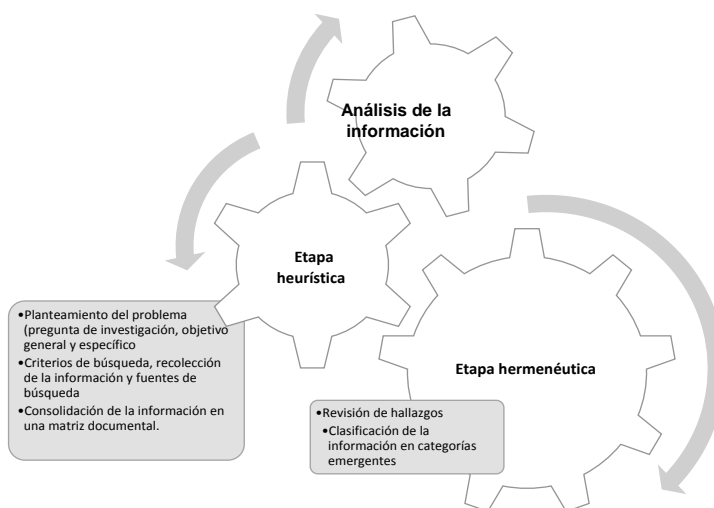 Análisis de la
información
Etapa
heurística
•Planteamiento del problema
(pregunta de investigación, objetivo
general y específico
•Criterios de búsqueda, recolección
de la información y fuentes de
búsqueda
•Consolidación de la información en
una matriz documental.
Etapa hermenéutica
•Revisión de hallazgos
•Clasificación de la
información en categorías
emergentes